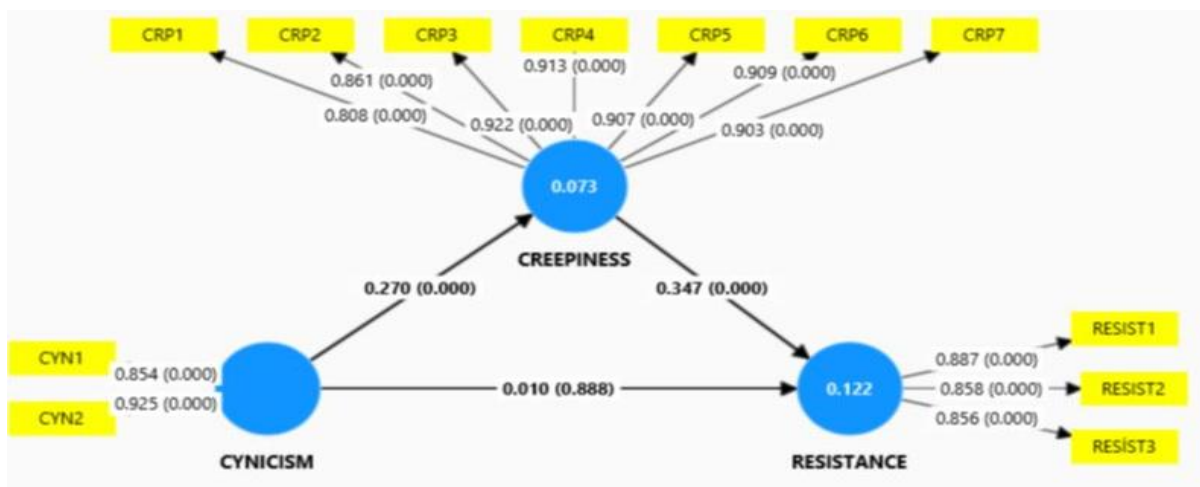 CRP1 CRP2 CRP3 CRP4 CRP5 CRP6 CRP7
0.913 (0.000)
0.861 (0.000) 0.909 (0.000)
0.808 (0.000) 0.922 (0.000) 0.907 (0.000) 0.903 (0.000)
0.073
CREEPINESS
0.270 (0.000) 0.347 (0.000)
RESIST1
CYN1 0.854 (0.000) 0.887 (0.000)
0.010 (0.888) 0.122 0.858 (0.000) RESIST2
CYN2 0.925 (0.000) 0.856 (0.000)
RESİST3
CYNICISM RESISTANCE